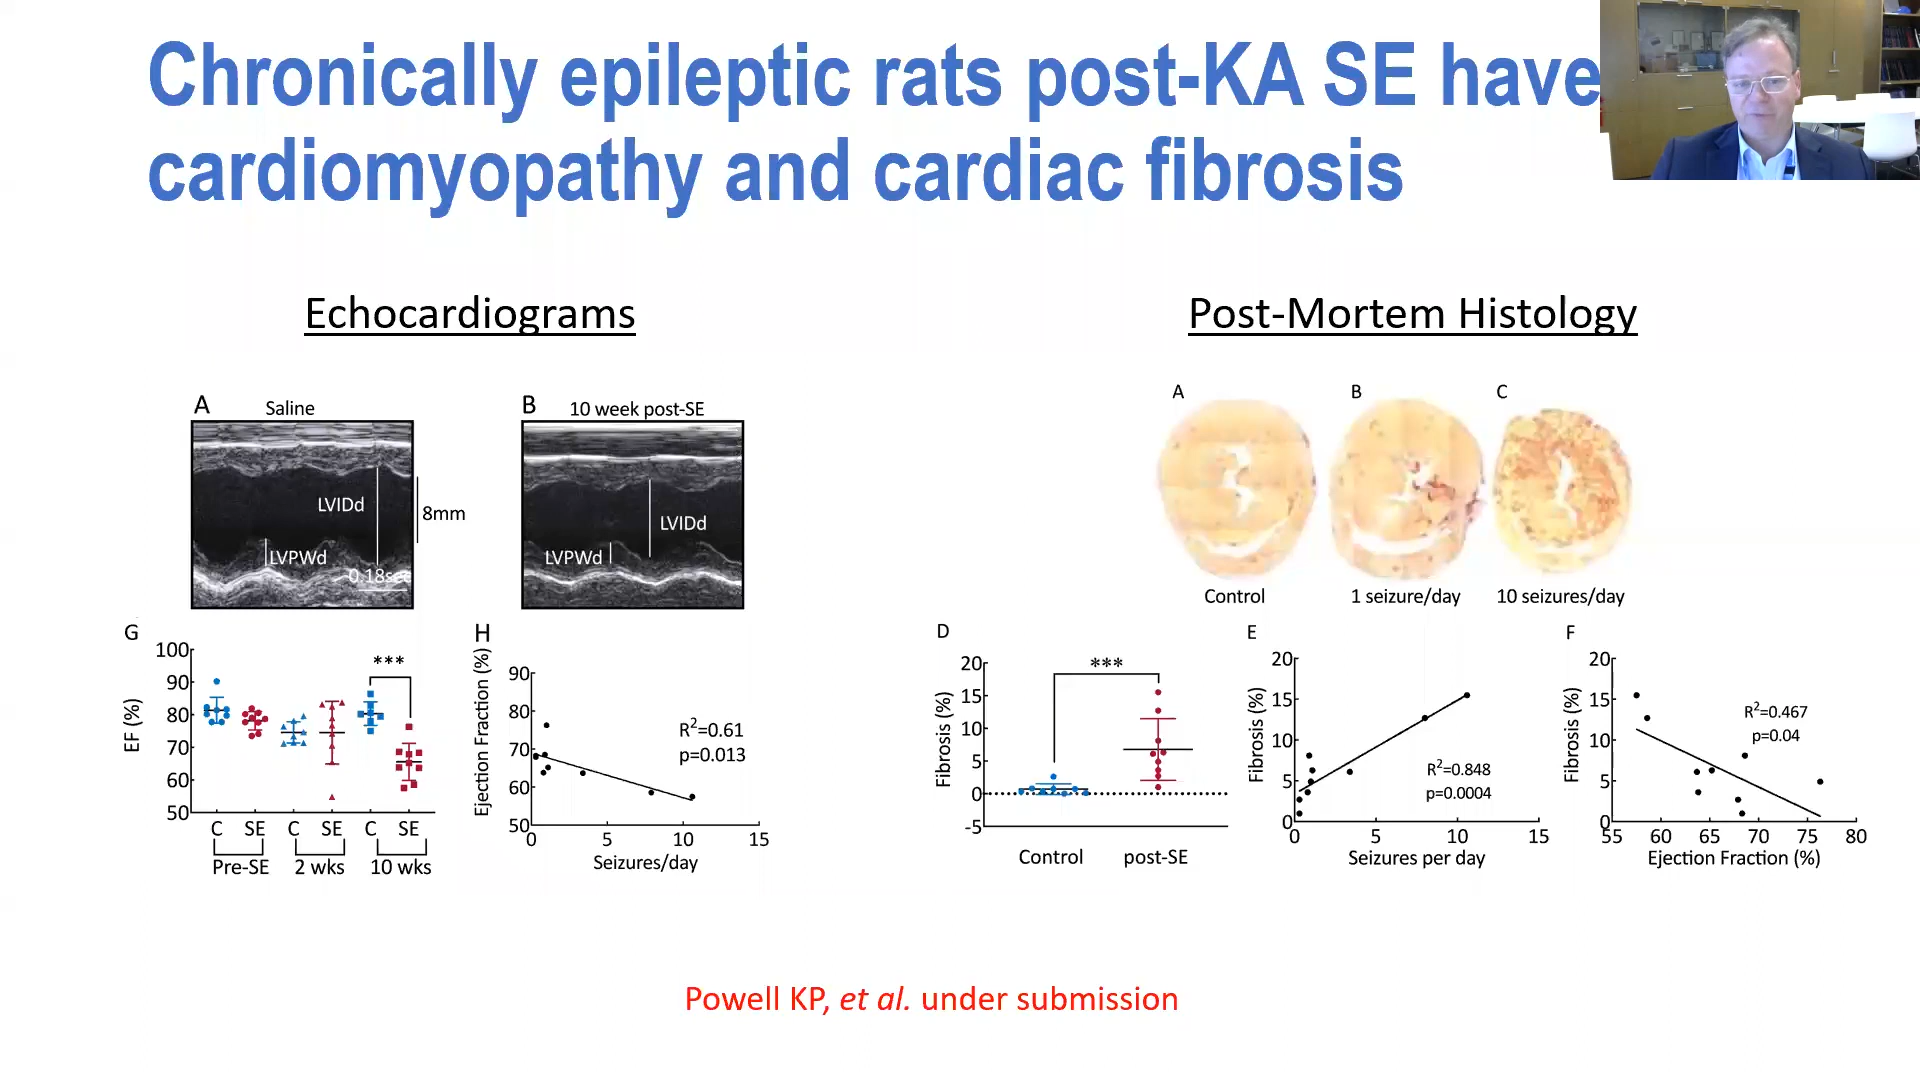 Chronically epileptic rats post-KA SE have
cardiomyopathy and cardiac fibrosis
Echocardiograms
A
Saline
LVIDd
8mm
LVPWd
0.18sec
B
10 week post-SE
LVIDd
LVPWd
G
EF (%)
100
90
80
70
60
50
***
C SE C SE C SE
Pre-SE 2 wks 10 wks
H
Ejection Fraction (%)
90
80
70
60
50
R2=0.61
p=0.013
0 5 10 15
Seizures/day
Post-Mortem Histology
A B C
Control 1 seizure/day 10 seizures/day
D
Fibrosis (%)
20
15
10
5
0
-5
***
Control post-SE
E
Fibrosis (%)
20
15
10
5
0
R2=0.848
p=0.0004
0 5 10 15
Seizures per day
F
Fibrosis (%)
20
15
10
5
0
R2=0.467
p=0.04
55 60 65 70 75 80
Ejection Fraction (%)
Powell KP, et al. under submission